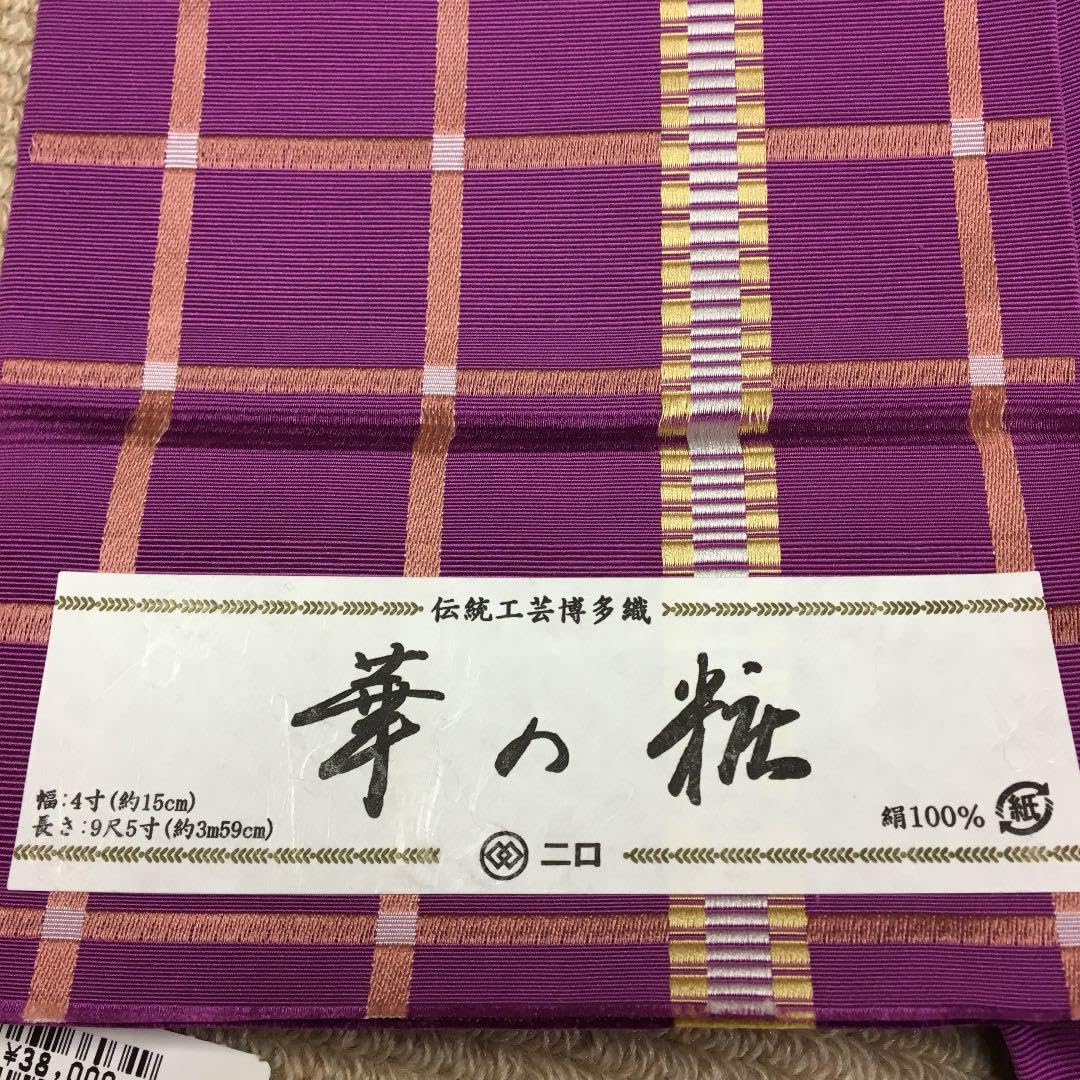 伝統工芸博多織
華の粧
幅:4寸(約15cm)
長さ:9尺5寸(約3m59cm)
絹100%
紙
二口
¥38,000